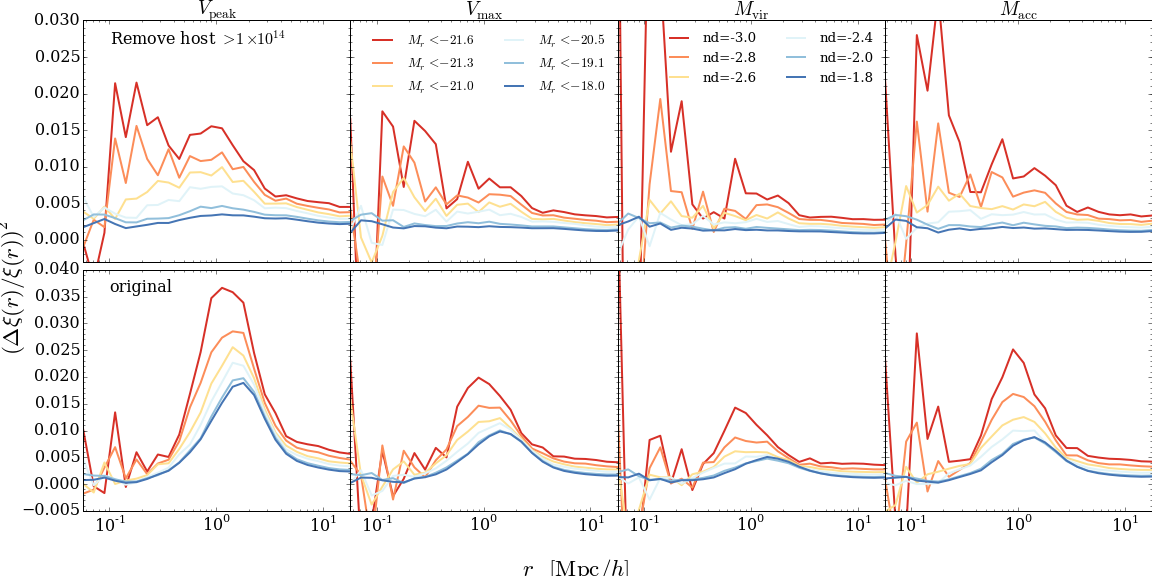 V_peak V_max M_vir M_acc
0.030
0.025
0.020
0.015
0.010
0.005
0.000
Remove host >1×10^14
M_r <−21.6 M_r <−20.5
M_r <−21.3 M_r <−19.1
M_r <−21.0 M_r <−18.0
nd=-3.0 nd=-2.4
nd=-2.8 nd=-2.0
nd=-2.6 nd=-1.8
(Δξ(r)/ξ(r))^2
0.040
0.035
0.030
0.025
0.020
0.015
0.010
0.005
0.000
−0.005
original
10^-1 10^0 10^1 10^-1 10^0 10^1 10^-1 10^0 10^1 10^-1 10^0 10^1
r [Mpc/h]